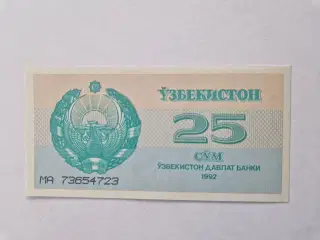 ЎЗБЕКИСТОН
25
СЎМ
ЎЗБЕКИСТОН ДАВЛАТ БАНКИ
1992
МА 73654723